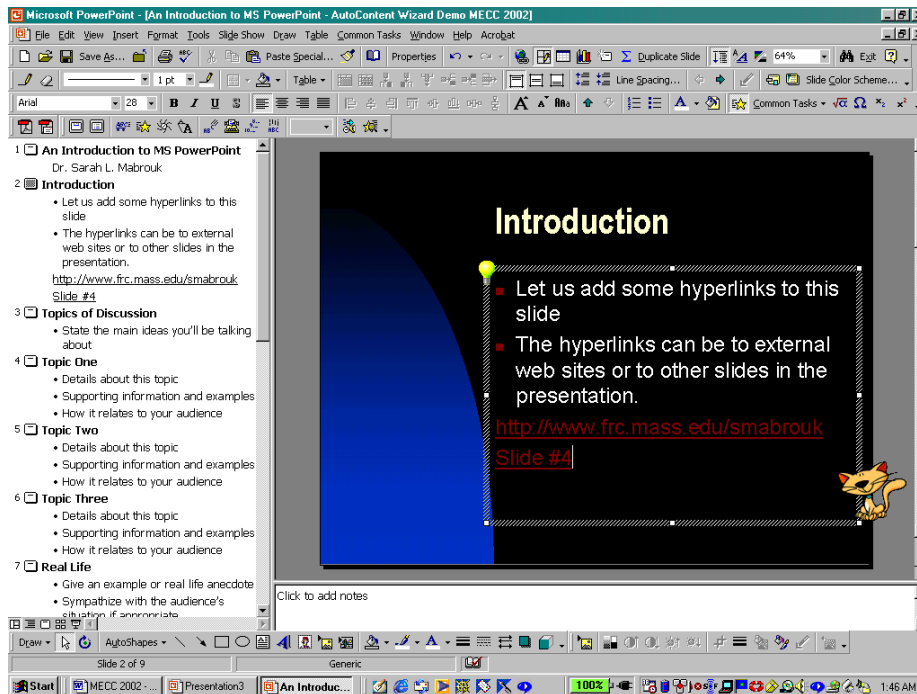 Microsoft PowerPoint - [An Introduction to MS PowerPoint - AutoContent Wizard Demo MECC 2002]
File Edit View Insert Format Tools Slide Show Draw Table Common Tasks Window Help Acrobat
Save As... Paste Special... Properties Duplicate Slide 64% Exit
1 pt Table Line Spacing... Slide Color Scheme...
Arial 28 B I U S Common Tasks
1 An Introduction to MS PowerPoint
Dr. Sarah L. Mabrouk
2 Introduction
• Let us add some hyperlinks to this
slide
• The hyperlinks can be to external
web sites or to other slides in the
presentation.
http://www.frc.mass.edu/smabrouk
Slide #4
3 Topics of Discussion
• State the main ideas you'll be talking
about
4 Topic One
• Details about this topic
• Supporting information and examples
• How it relates to your audience
5 Topic Two
• Details about this topic
• Supporting information and examples
• How it relates to your audience
6 Topic Three
• Details about this topic
• Supporting information and examples
• How it relates to your audience
7 Real Life
• Give an example or real life anecdote
• Sympathize with the audience's
situation if appropriate
Introduction
Let us add some hyperlinks to this
slide
The hyperlinks can be to external
web sites or to other slides in the
presentation.
http://www.frc.mass.edu/smabrouk
Slide #4
Click to add notes
Draw AutoShapes
Slide 2 of 9 Generic
Start MECC 2002 - ... Presentation3 An Introduc... 100% 1:46 AM